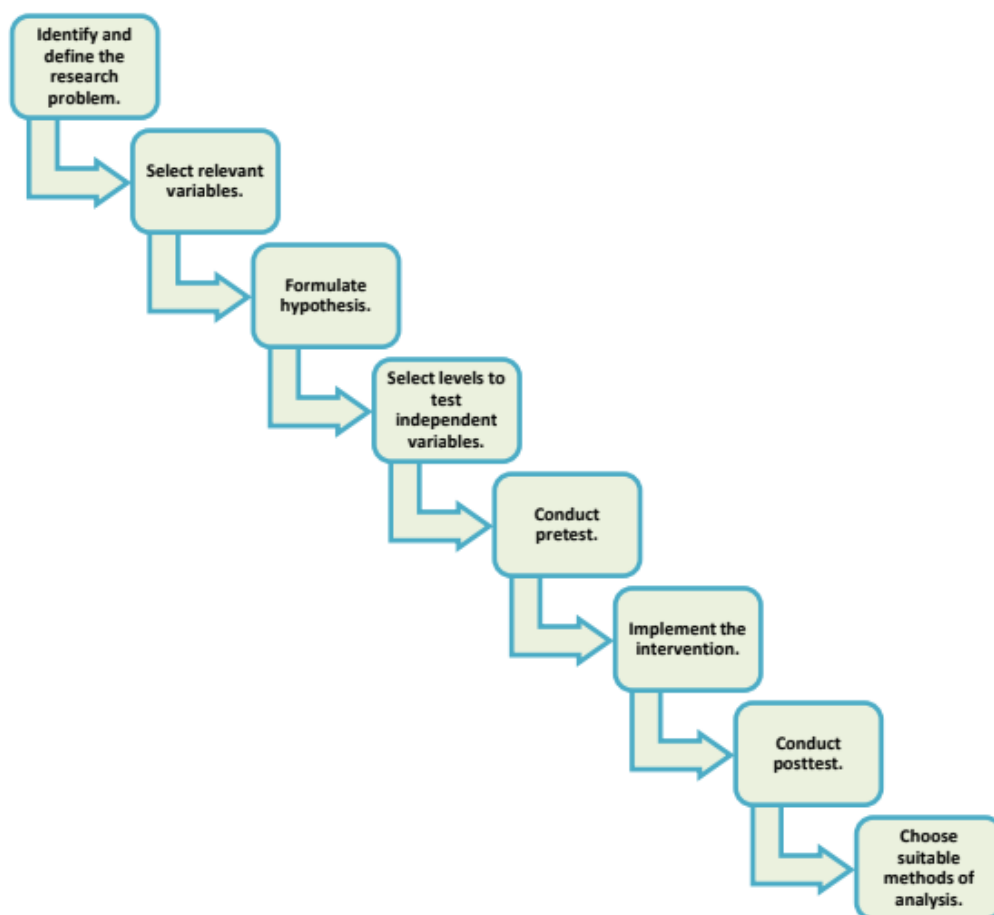 Identify and
define the
research
problem.
Select relevant
variables.
Formulate
hypothesis.
Select levels to
test
independent
variables.
Conduct
pretest.
Implement the
intervention.
Conduct
posttest.
Choose
suitable
methods of
analysis.